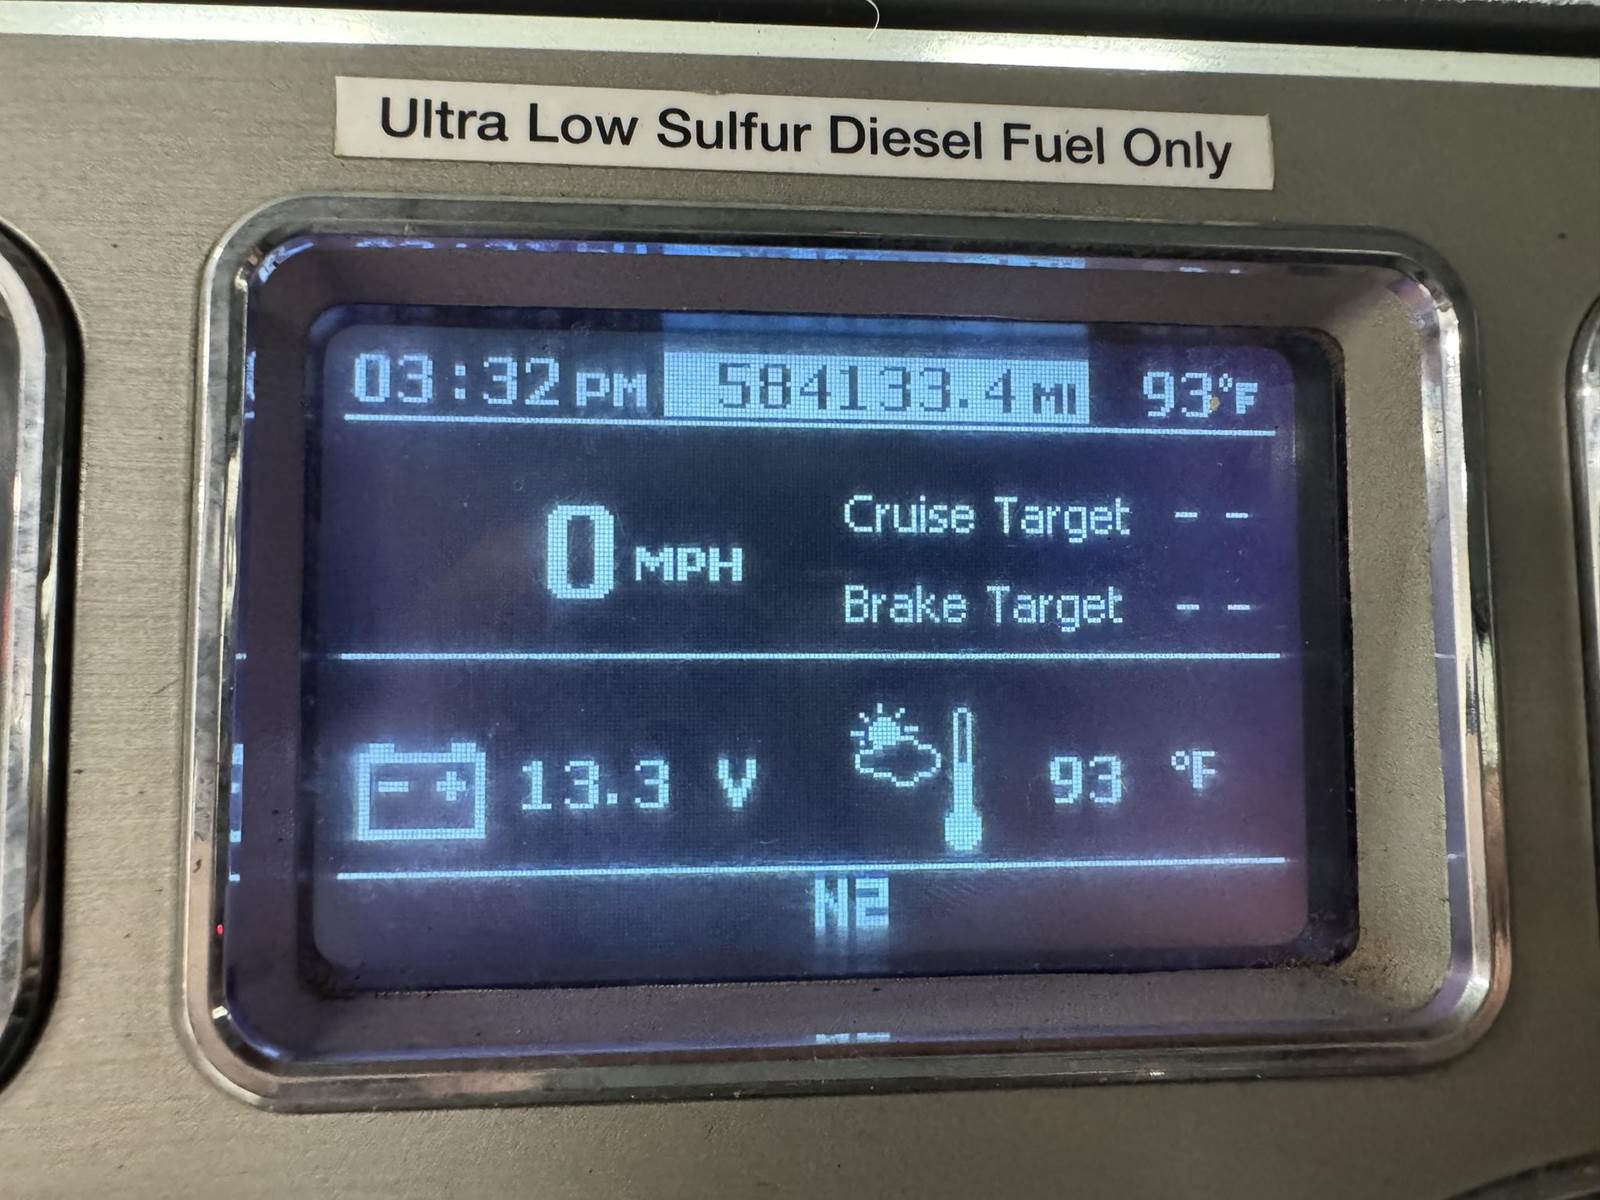 Ultra Low Sulfur Diesel Fuel Only
03:32 PM 584133.4 MI 93°F
0 MPH
Cruise Target --
Brake Target --
- + 13.3 V 93 °F
N2